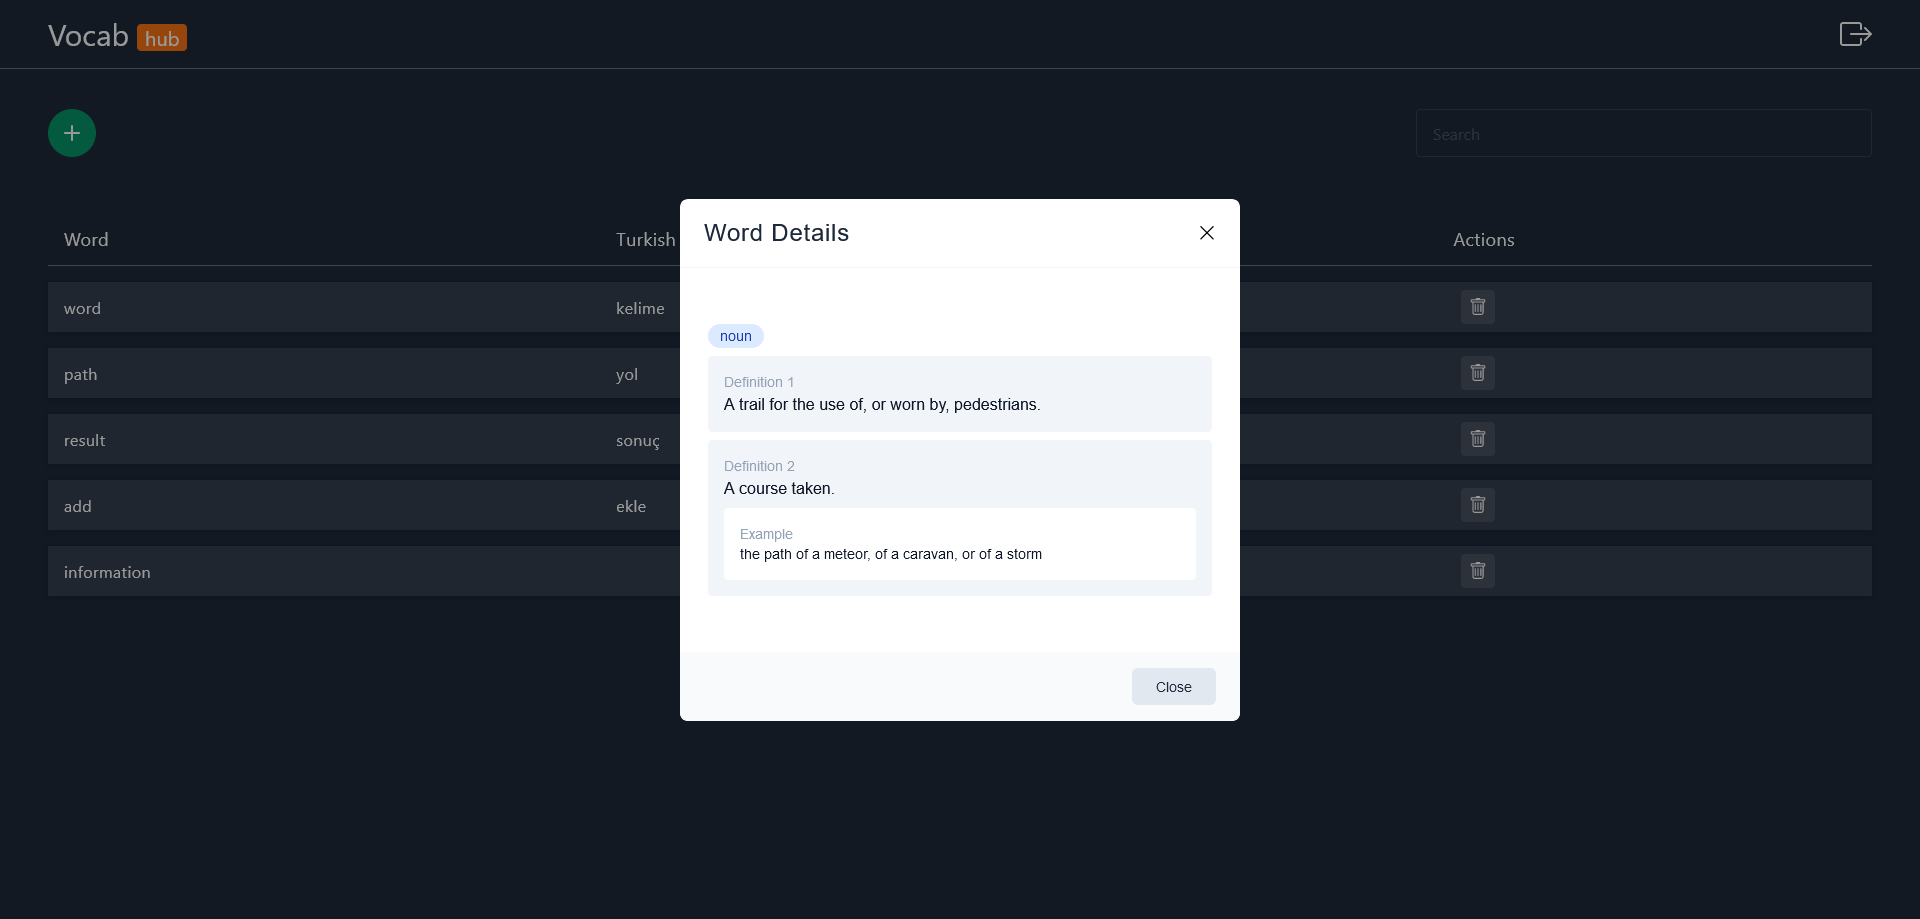 Vocab hub
Search
Word Turkish Actions
word kelime
path yol
result sonuç
add ekle
information
Word Details
noun
Definition 1
A trail for the use of, or worn by, pedestrians.
Definition 2
A course taken.
Example
the path of a meteor, of a caravan, or of a storm
Close